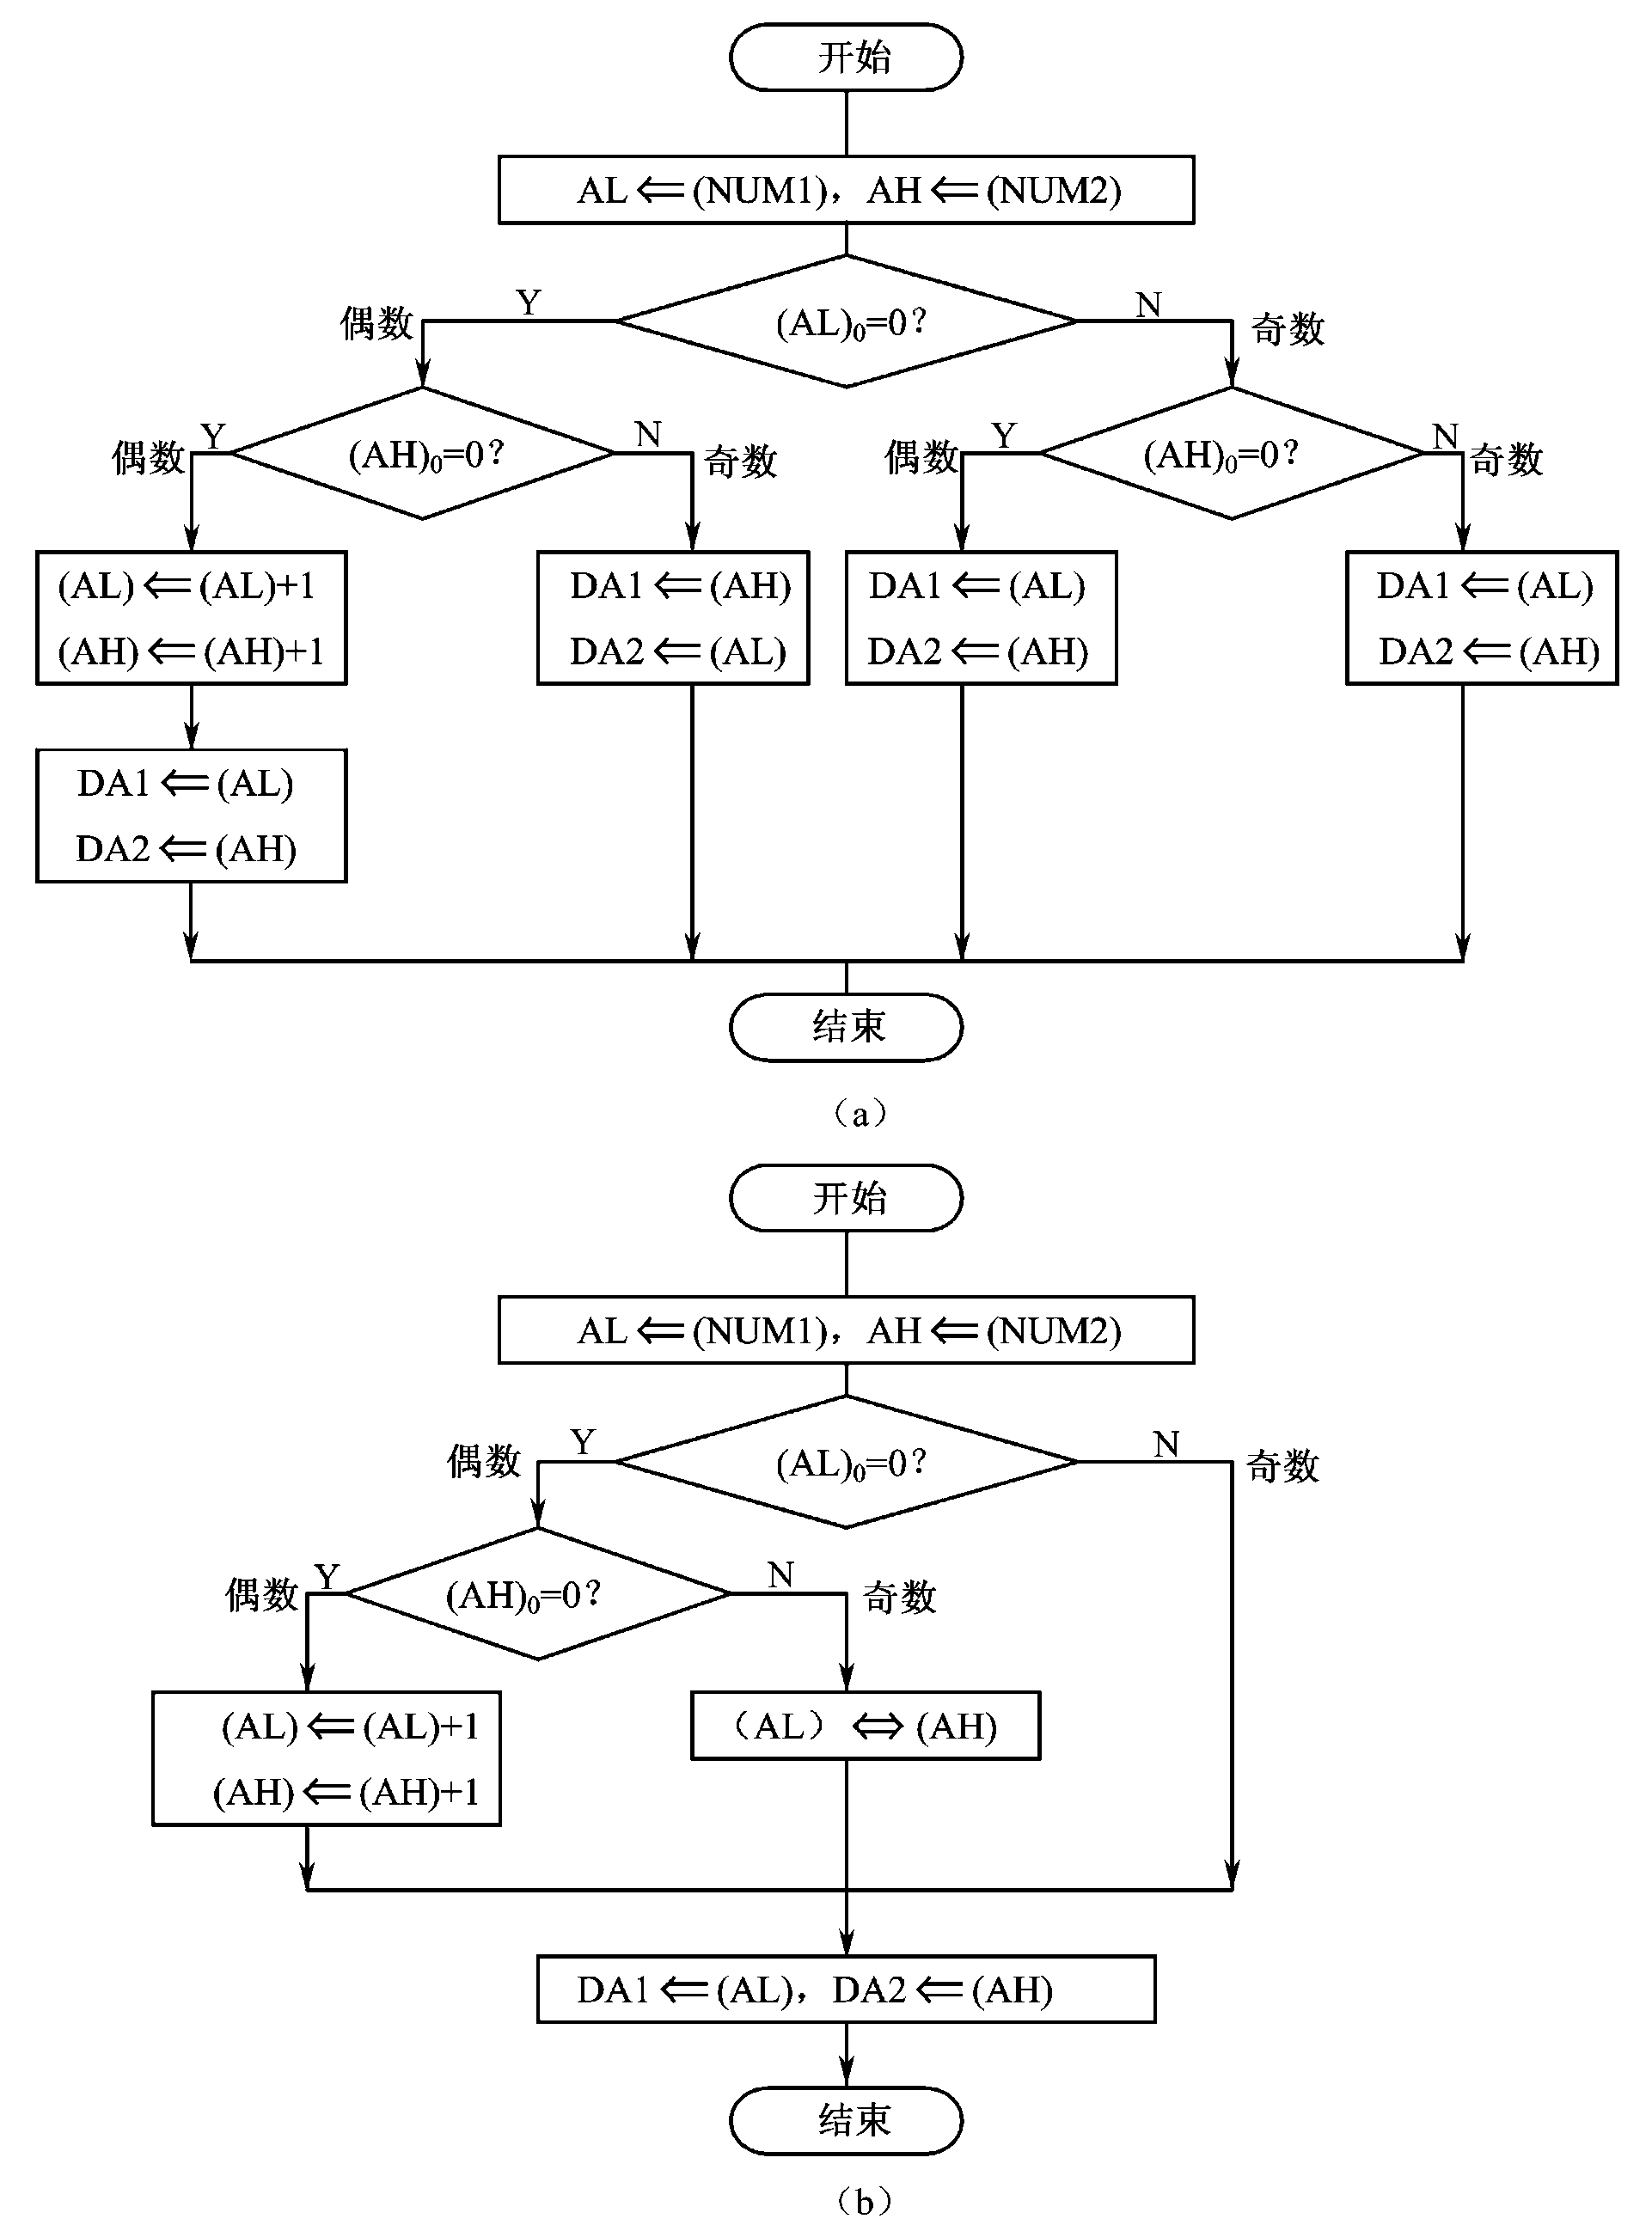 开始
AL⇐(NUM1)，AH⇐(NUM2)
(AL)₀=0？
Y
N
偶数
奇数
(AH)₀=0？
Y
N
偶数
奇数
(AH)₀=0？
Y
N
偶数
奇数
(AL)⇐(AL)+1
(AH)⇐(AH)+1
DA1⇐(AH)
DA2⇐(AL)
DA1⇐(AL)
DA2⇐(AH)
DA1⇐(AL)
DA2⇐(AH)
DA1⇐(AL)
DA2⇐(AH)
结束
（a）
开始
AL⇐(NUM1)，AH⇐(NUM2)
(AL)₀=0？
Y
N
偶数
奇数
(AH)₀=0？
Y
N
偶数
奇数
(AL)⇐(AL)+1
(AH)⇐(AH)+1
（AL）⇔(AH)
DA1⇐(AL)，DA2⇐(AH)
结束
（b）